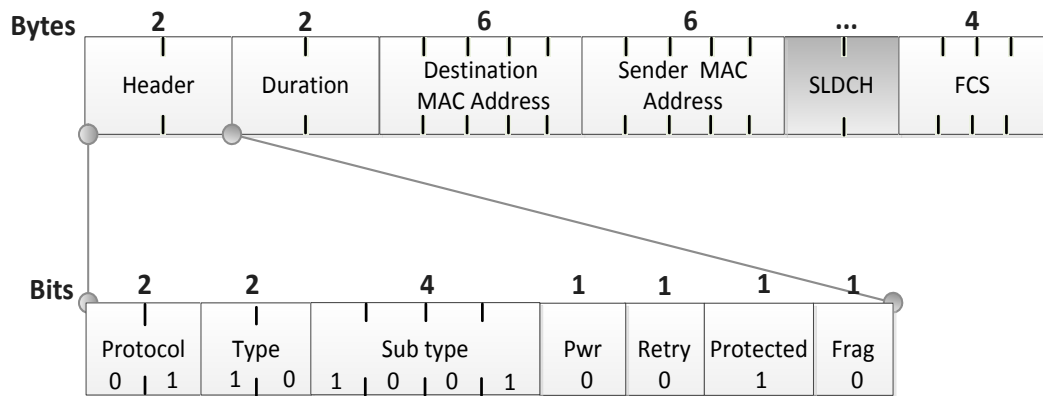 Bytes 2 2 6 6 ... 4
Header Duration Destination MAC Address Sender MAC Address SLDCH FCS
Bits 2 2 4 1 1 1 1
Protocol Type Sub type Pwr Retry Protected Frag
0 1 1 0 1 0 0 1 0 0 1 0